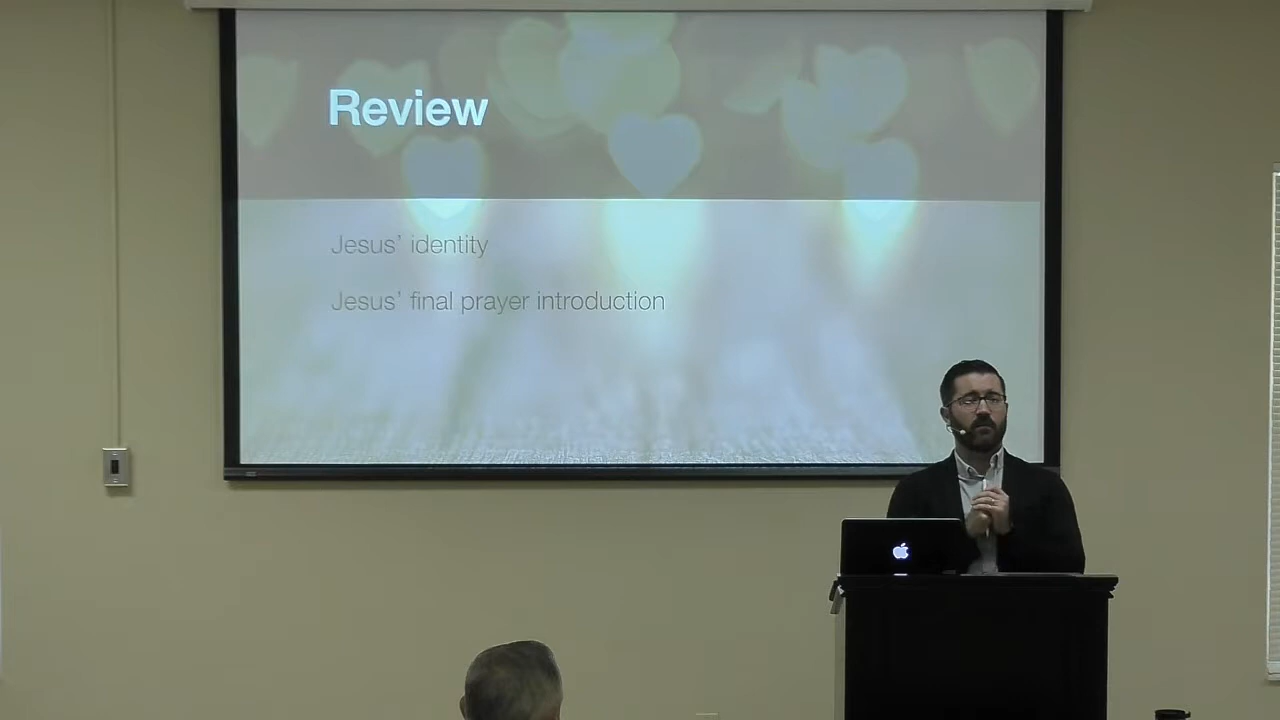 Review
Jesus’ identity
Jesus’ final prayer introduction